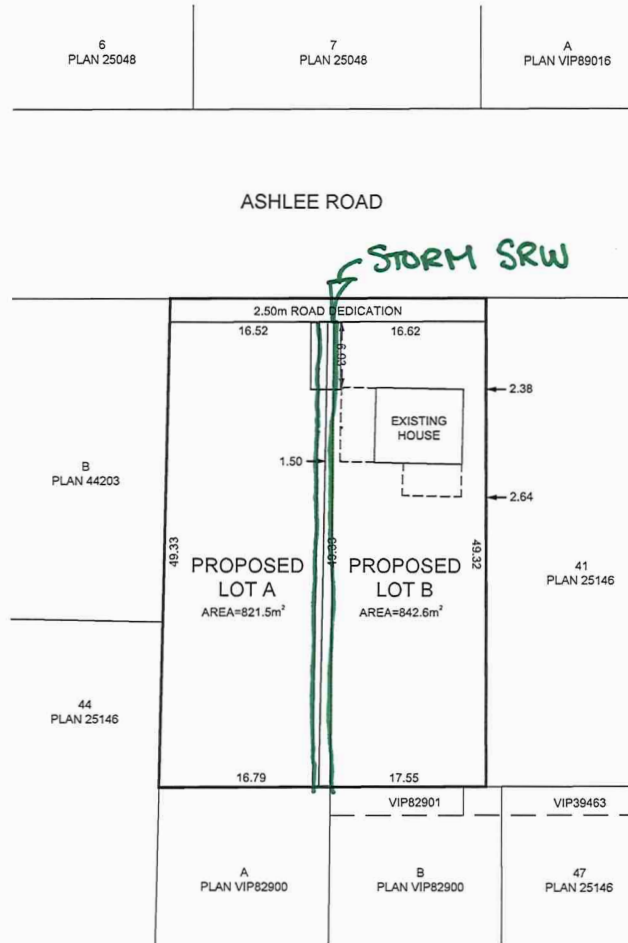 6
PLAN 25048
7
PLAN 25048
A
PLAN VIP89016
ASHLEE ROAD
STORM SRW
2.50m ROAD DEDICATION
16.52
16.62
6.03
2.38
EXISTING
HOUSE
1.50
2.64
B
PLAN 44203
49.33
49.33
49.32
PROPOSED
LOT A
AREA=821.5m²
PROPOSED
LOT B
AREA=842.6m²
41
PLAN 25146
44
PLAN 25146
16.79
17.55
VIP82901
VIP39463
A
PLAN VIP82900
B
PLAN VIP82900
47
PLAN 25146